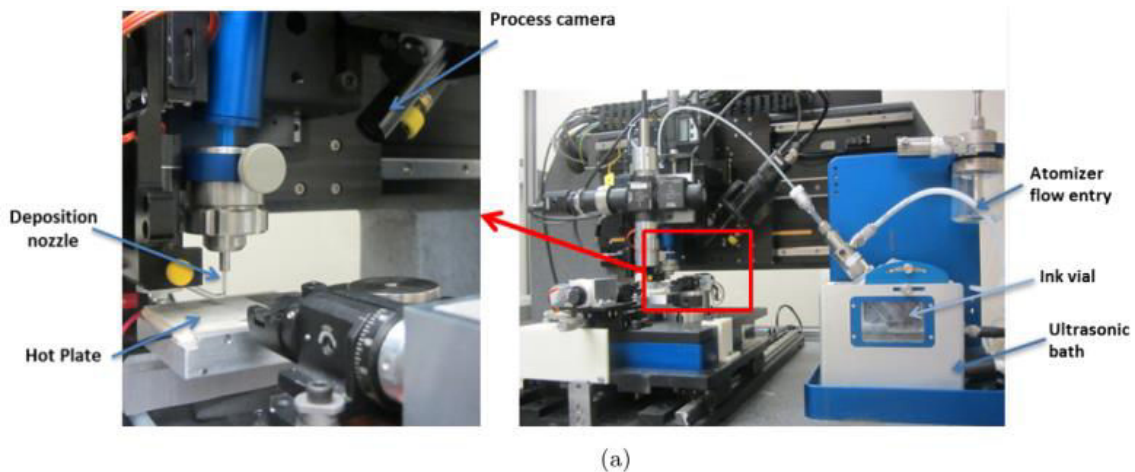 Process camera
Deposition
nozzle
Hot Plate
Atomizer
flow entry
Ink vial
Ultrasonic
bath
(a)